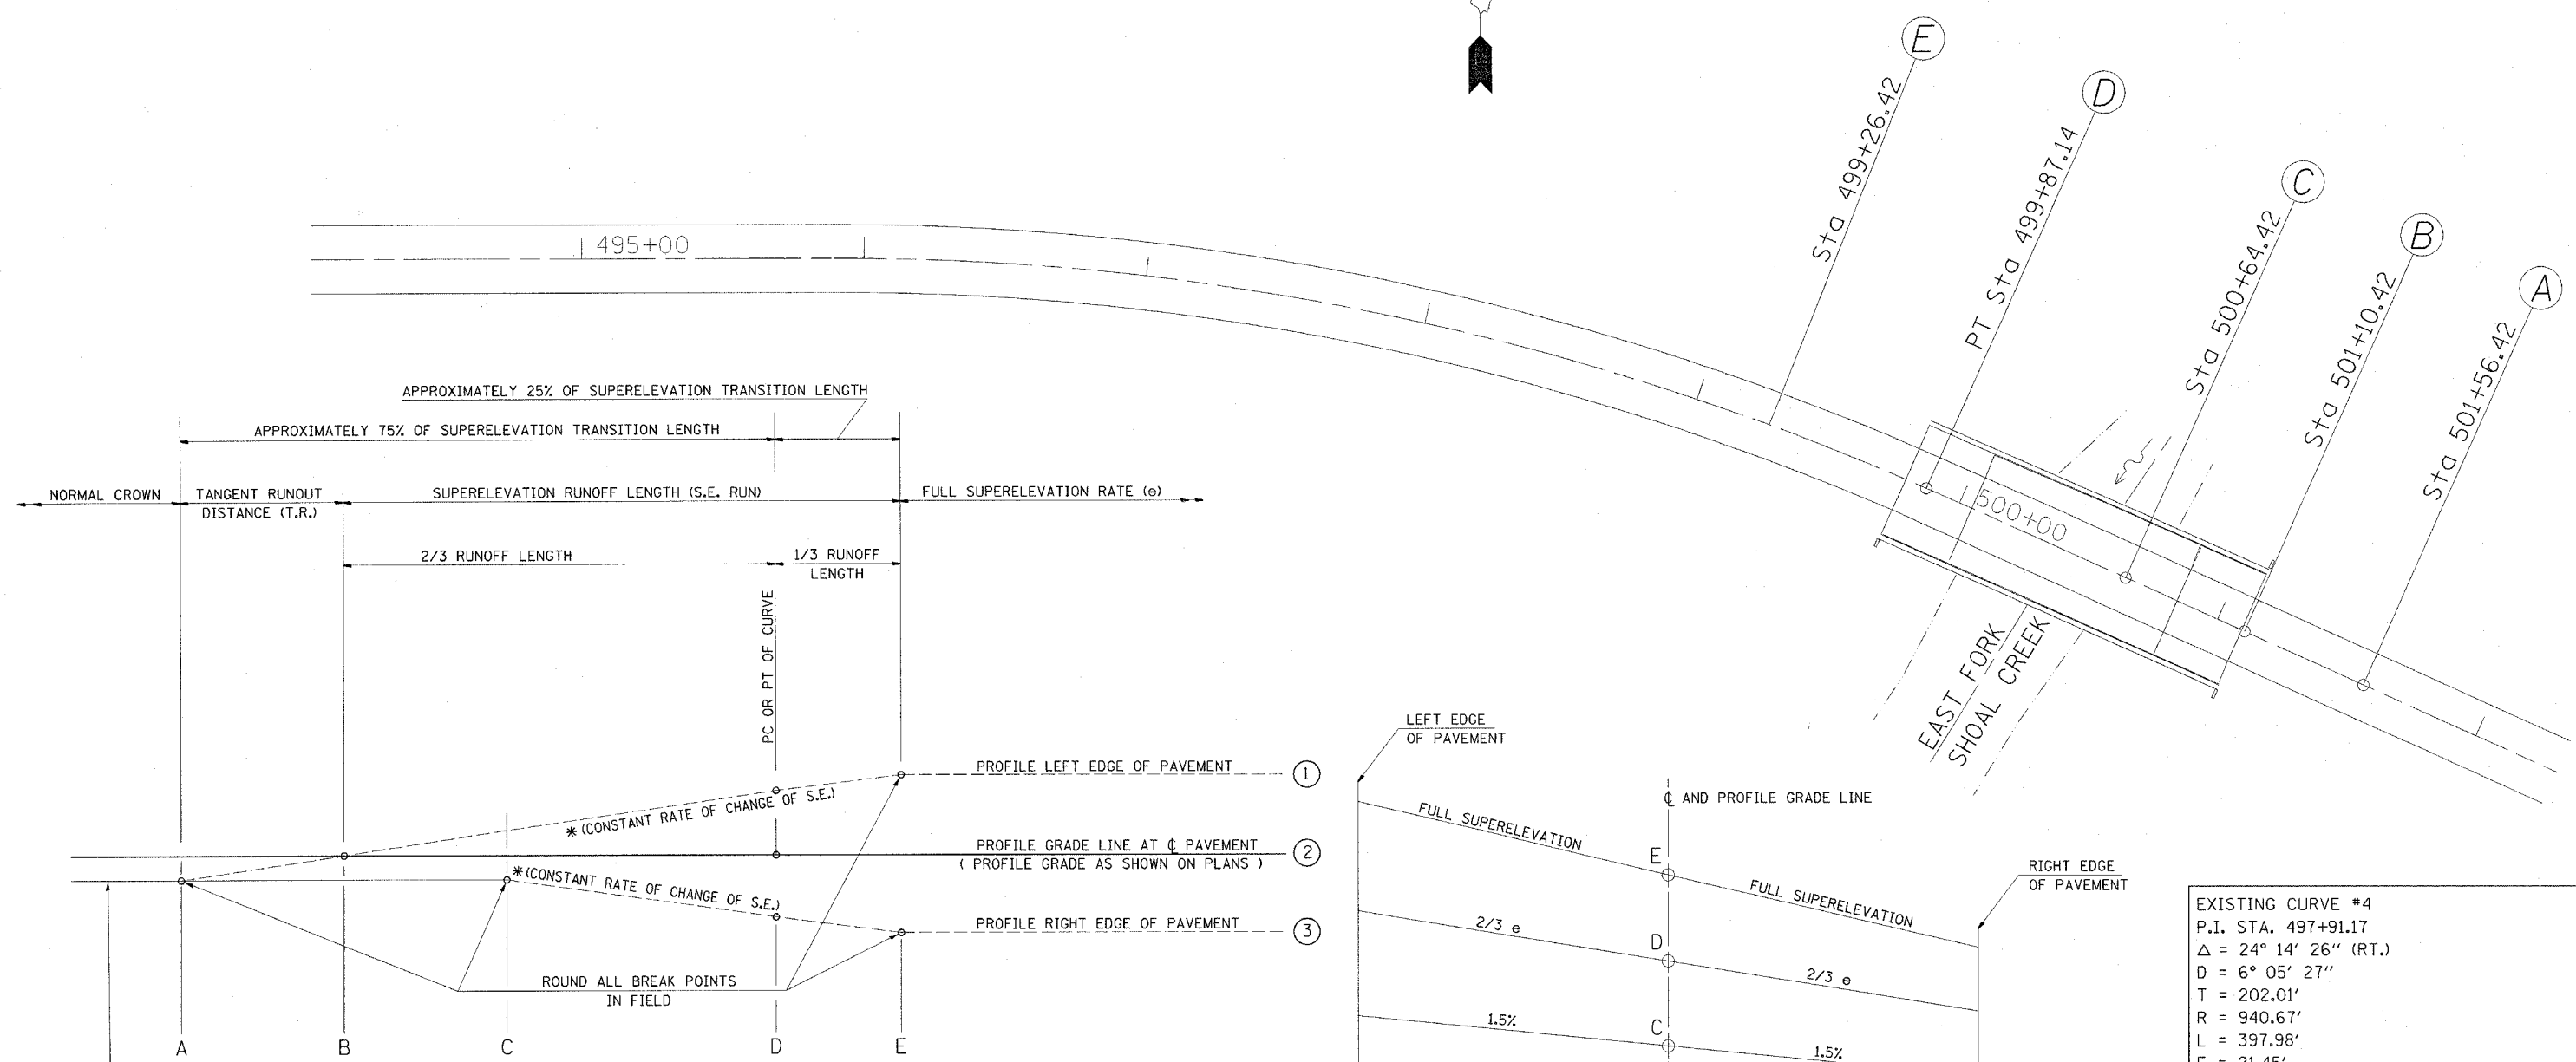 E
Sta 499+26.42
D
PT Sta 499+87.14
C
Sta 500+64.42
B
Sta 501+10.42
A
Sta 501+56.42
495+00
500+00
EAST FORK
SHOAL CREEK
APPROXIMATELY 25% OF SUPERELEVATION TRANSITION LENGTH
APPROXIMATELY 75% OF SUPERELEVATION TRANSITION LENGTH
NORMAL CROWN
TANGENT RUNOUT
DISTANCE (T.R.)
SUPERELEVATION RUNOFF LENGTH (S.E. RUN)
FULL SUPERELEVATION RATE (e)
2/3 RUNOFF LENGTH
1/3 RUNOFF
LENGTH
PC OR PT OF CURVE
PROFILE LEFT EDGE OF PAVEMENT
1
*(CONSTANT RATE OF CHANGE OF S.E.)
PROFILE GRADE LINE AT ℄ PAVEMENT
( PROFILE GRADE AS SHOWN ON PLANS )
2
*(CONSTANT RATE OF CHANGE OF S.E.)
PROFILE RIGHT EDGE OF PAVEMENT
3
ROUND ALL BREAK POINTS
IN FIELD
A B C D E
LEFT EDGE
OF PAVEMENT
℄ AND PROFILE GRADE LINE
FULL SUPERELEVATION
E
FULL SUPERELEVATION
RIGHT EDGE
OF PAVEMENT
2/3 e
D
2/3 e
1.5%
C
1.5%
EXISTING CURVE #4
P.I. STA. 497+91.17
Δ = 24° 14' 26'' (RT.)
D = 6° 05' 27''
T = 202.01'
R = 940.67'
L = 397.98'
E = 21.45'